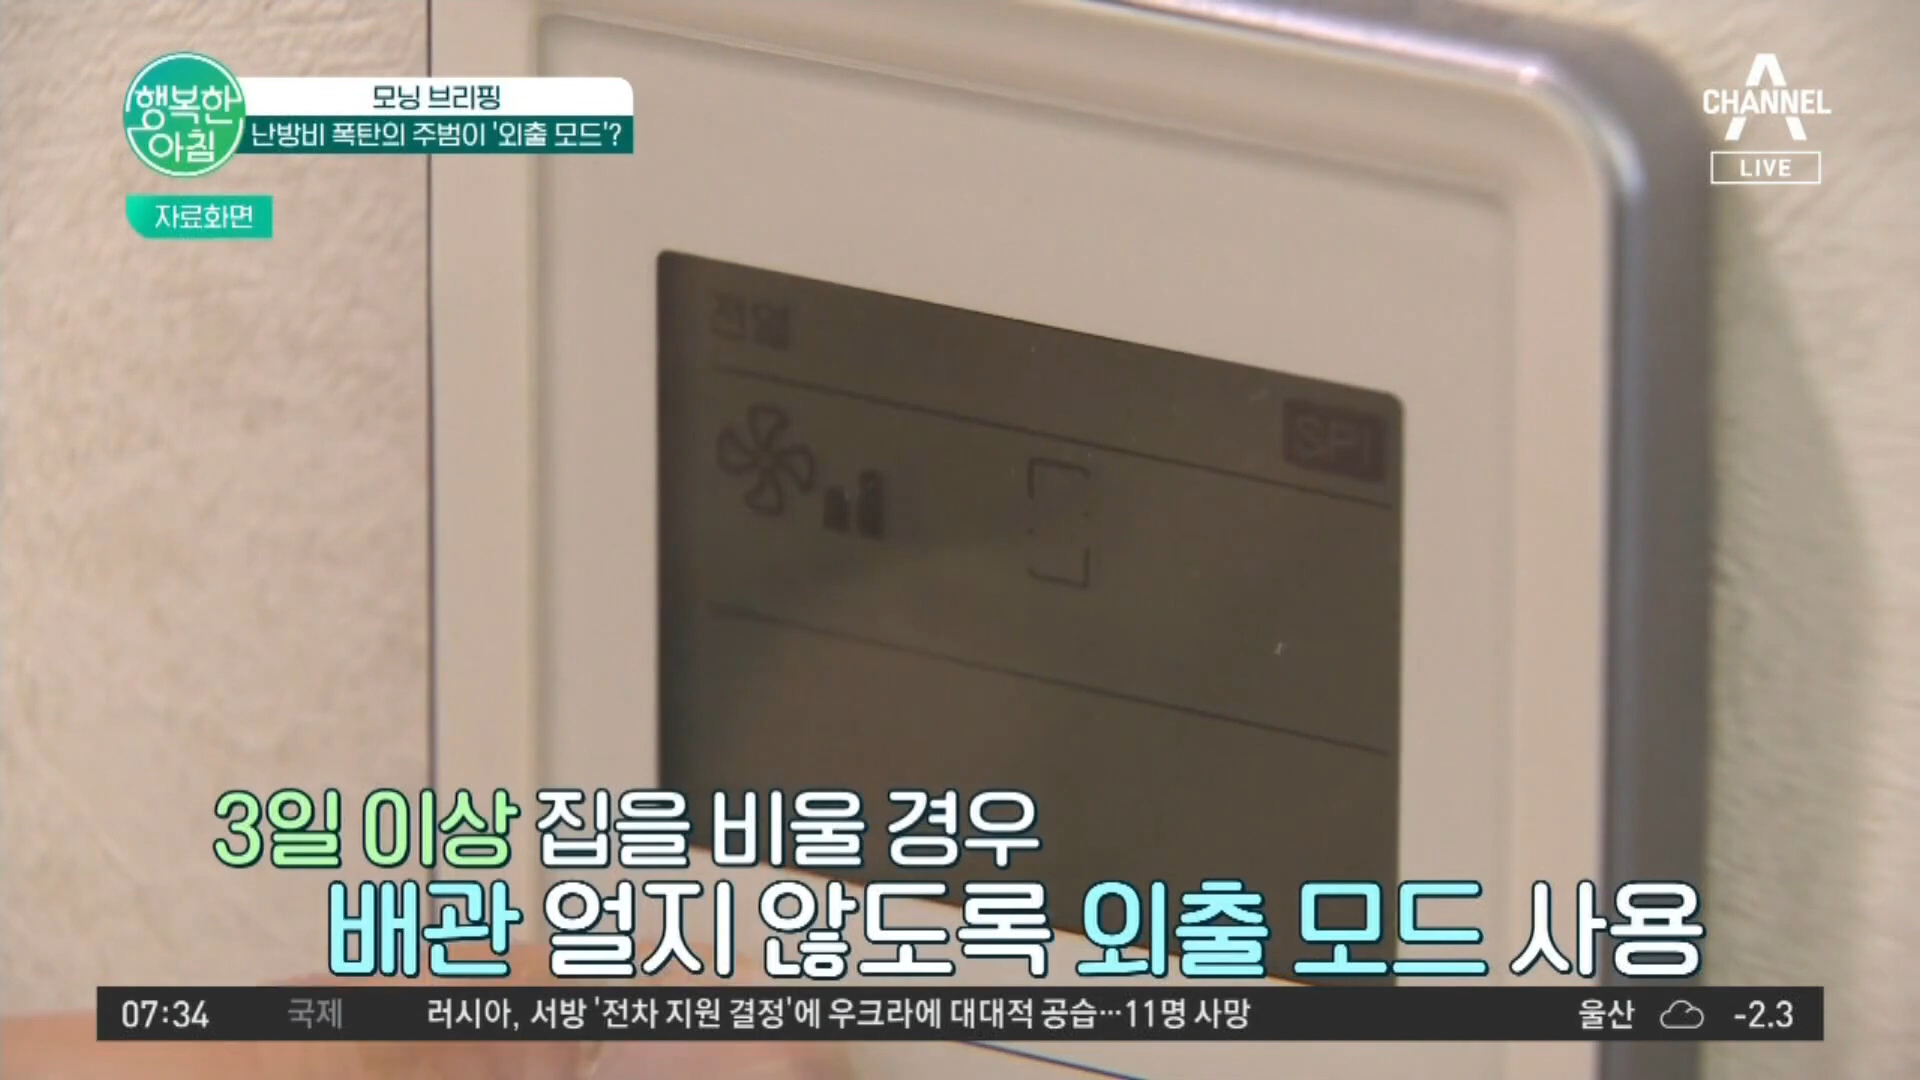 행복한
아침
모닝 브리핑
난방비 폭탄의 주범이 '외출 모드'?
자료화면
CHANNEL A
LIVE
전열
SPI
3일 이상 집을 비울 경우
배관 얼지 않도록 외출 모드 사용
07:34 국제 러시아, 서방 '전차 지원 결정'에 우크라에 대대적 공습…11명 사망 울산 -2.3